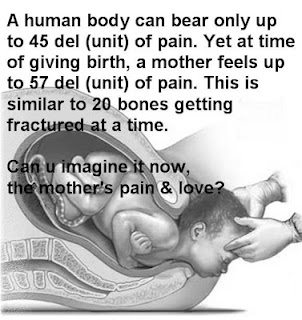 A human body can bear only up
to 45 del (unit) of pain. Yet at time
of giving birth, a mother feels up
to 57 del (unit) of pain. This is
similar to 20 bones getting
fractured at a time.
Can u imagine it now,
the mother's pain & love?